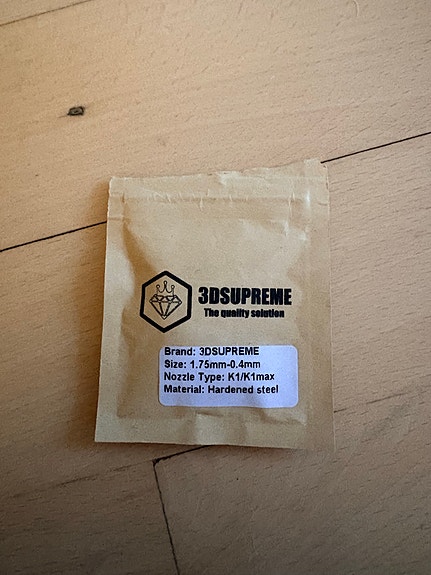 3DSUPREME
The quality solution
Brand: 3DSUPREME
Size: 1.75mm-0.4mm
Nozzle Type: K1/K1max
Material: Hardened steel